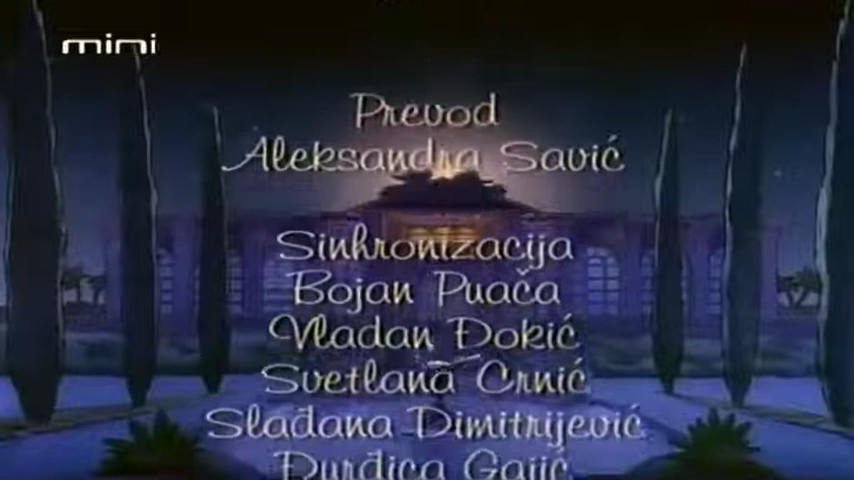 mini
Prevod
Aleksandra Savić
Sinhronizacija
Bojan Puača
Vladan Đokić
Svetlana Crnić
Slađana Dimitrijević
Đurđica Gajić